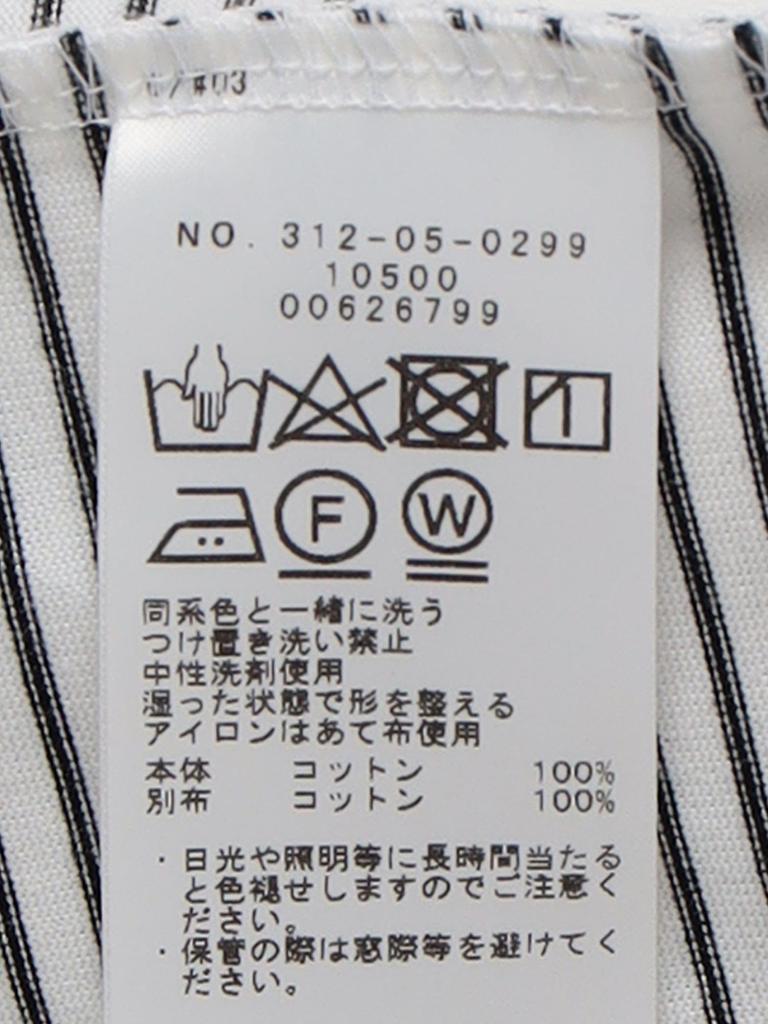 NO. 312-05-0299
10500
00626799
F W
同系色と一緒に洗う
つけ置き洗い禁止
中性洗剤使用
湿った状態で形を整える
アイロンはあて布使用
本体 コットン 100%
別布 コットン 100%
・日光や照明等に長時間当たる
と色褪せしますのでご注意く
ださい。
・保管の際は窓際等を避けてく
ださい。